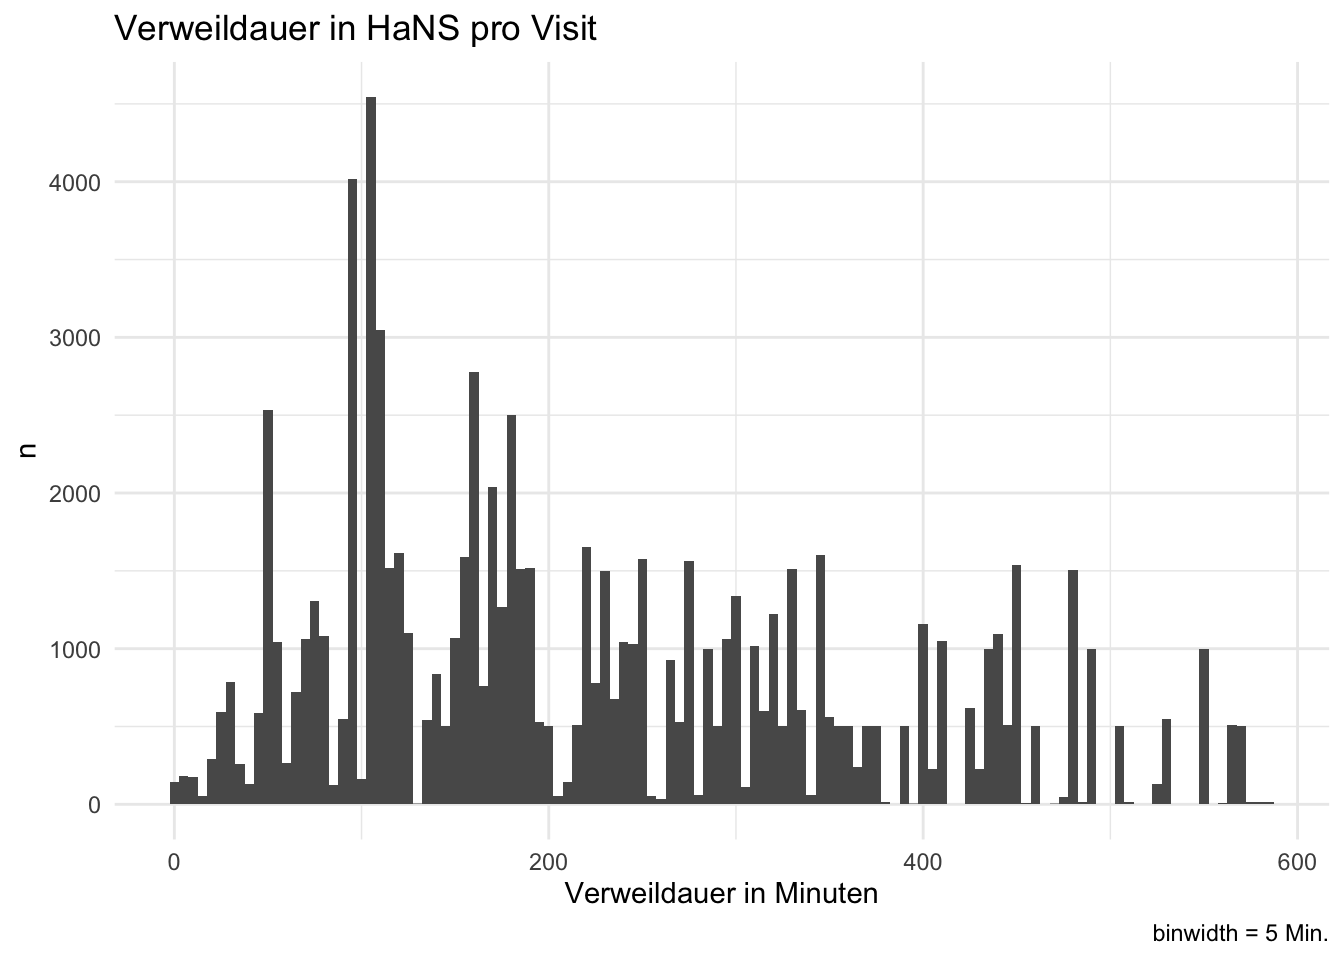 Verweildauer in HaNS pro Visit
4000
3000
2000
1000
0
n
0 200 400 600
Verweildauer in Minuten
binwidth = 5 Min.